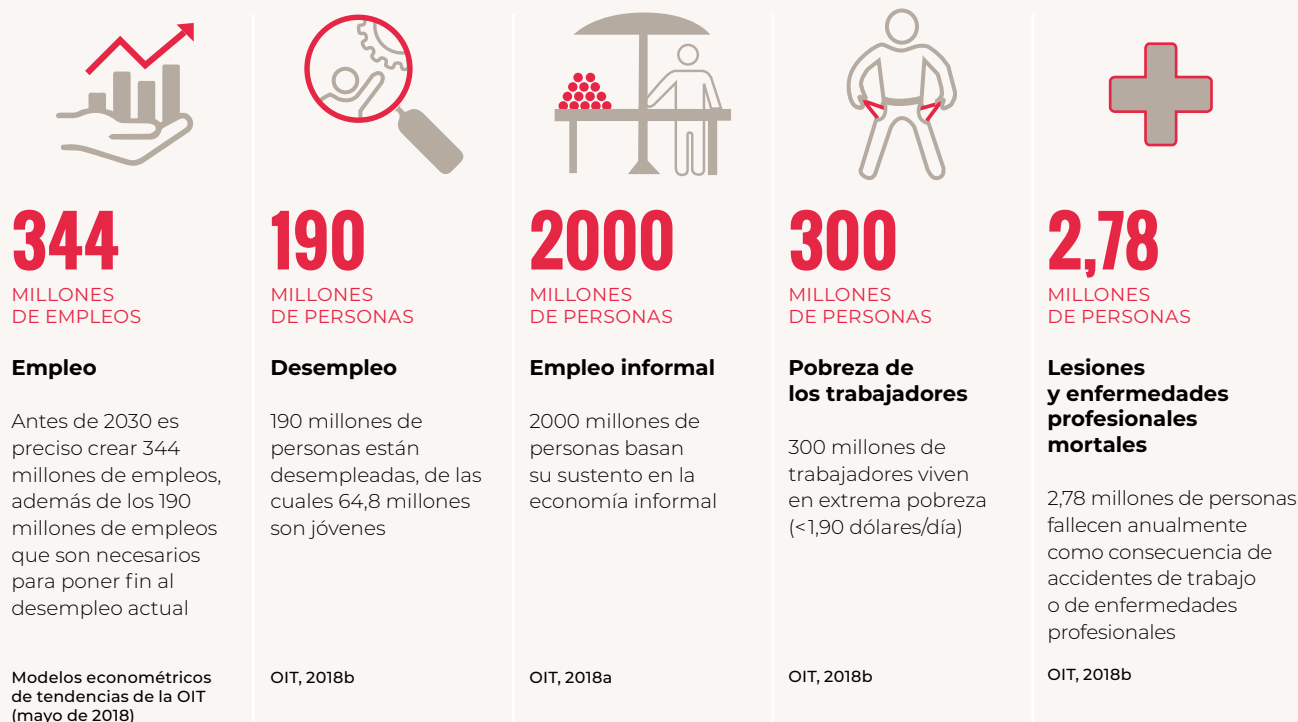 344
MILLONES
DE EMPLEOS
Empleo
Antes de 2030 es
preciso crear 344
millones de empleos,
además de los 190
millones de empleos
que son necesarios
para poner fin al
desempleo actual
Modelos econométricos
de tendencias de la OIT
(mayo de 2018)
190
MILLONES
DE PERSONAS
Desempleo
190 millones de
personas están
desempleadas, de las
cuales 64,8 millones
son jóvenes
OIT, 2018b
2000
MILLONES
DE PERSONAS
Empleo informal
2000 millones de
personas basan
su sustento en la
economía informal
OIT, 2018a
300
MILLONES
DE PERSONAS
Pobreza de
los trabajadores
300 millones de
trabajadores viven
en extrema pobreza
(<1,90 dólares/día)
OIT, 2018b
2,78
MILLONES
DE PERSONAS
Lesiones
y enfermedades
profesionales
mortales
2,78 millones de personas
fallecen anualmente
como consecuencia de
accidentes de trabajo
o de enfermedades
profesionales
OIT, 2018b